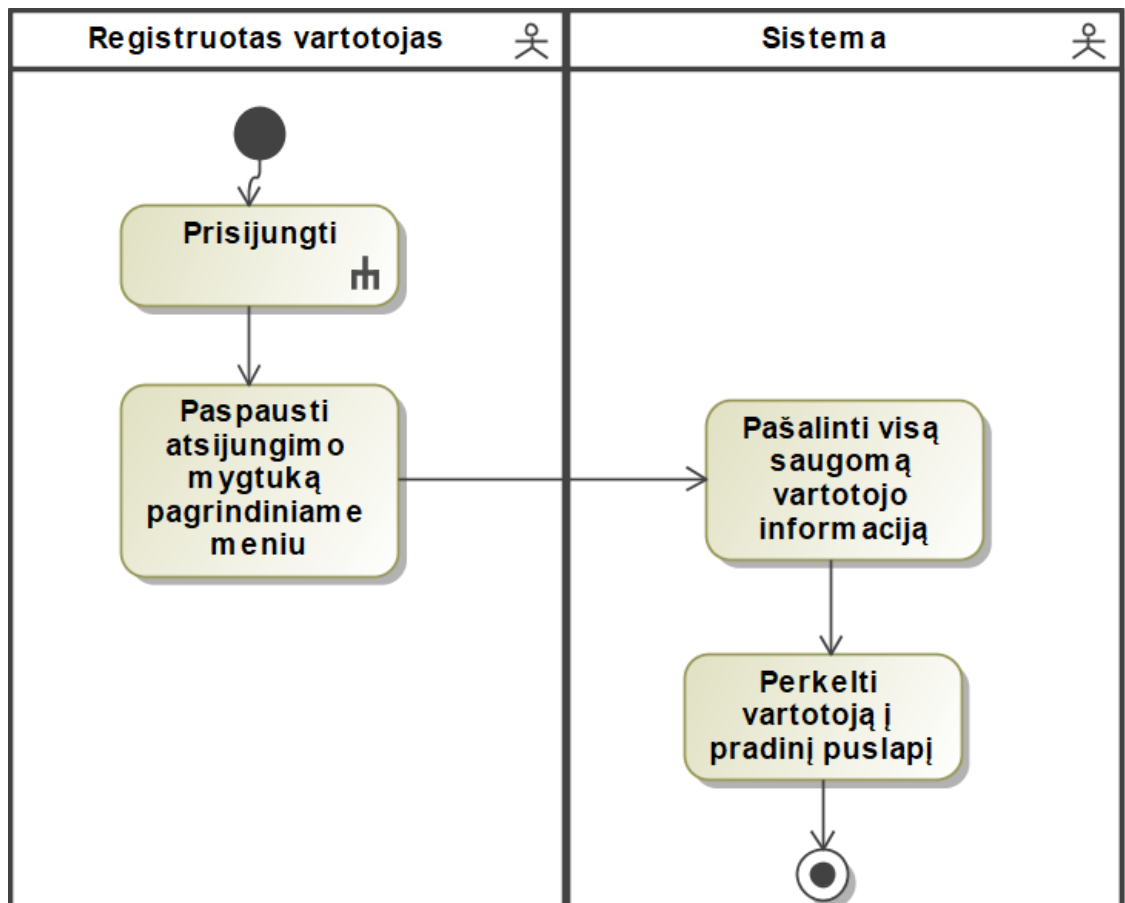 Registruotas vartotojas
Sistema
Prisijungti
Paspausti
atsijungimo
mygtuką
pagrindiniame
meniu
Pašalinti visą
saugomą
vartotojo
informaciją
Perkelti
vartotoją į
pradinį puslapį